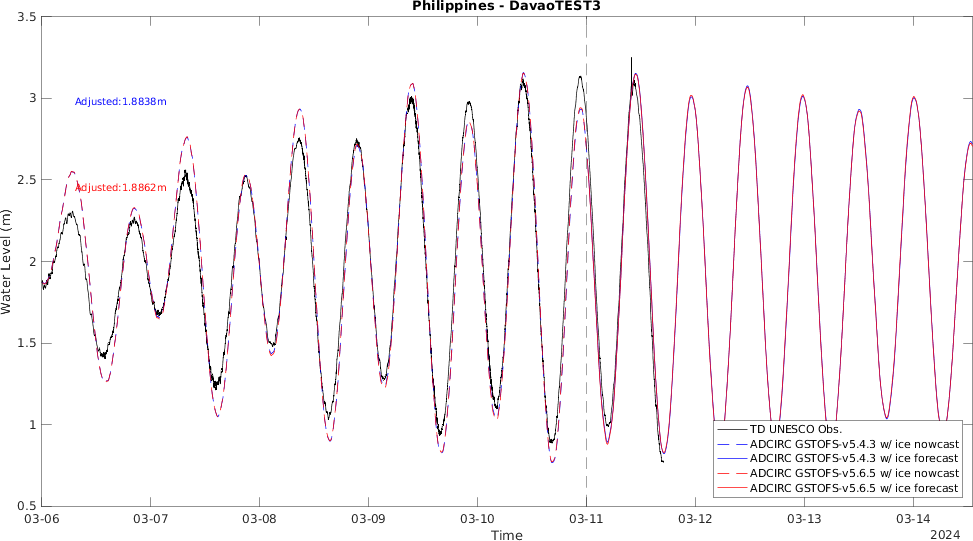 Philippines - DavaoTEST3
Water Level (m)
3.5
3
2.5
2
1.5
1
0.5
Adjusted:1.8838m
Adjusted:1.8862m
TD UNESCO Obs.
ADCIRC GSTOFS-v5.4.3 w/ ice nowcast
ADCIRC GSTOFS-v5.4.3 w/ ice forecast
ADCIRC GSTOFS-v5.6.5 w/ ice nowcast
ADCIRC GSTOFS-v5.6.5 w/ ice forecast
03-06 03-07 03-08 03-09 03-10 03-11 03-12 03-13 03-14
Time
2024